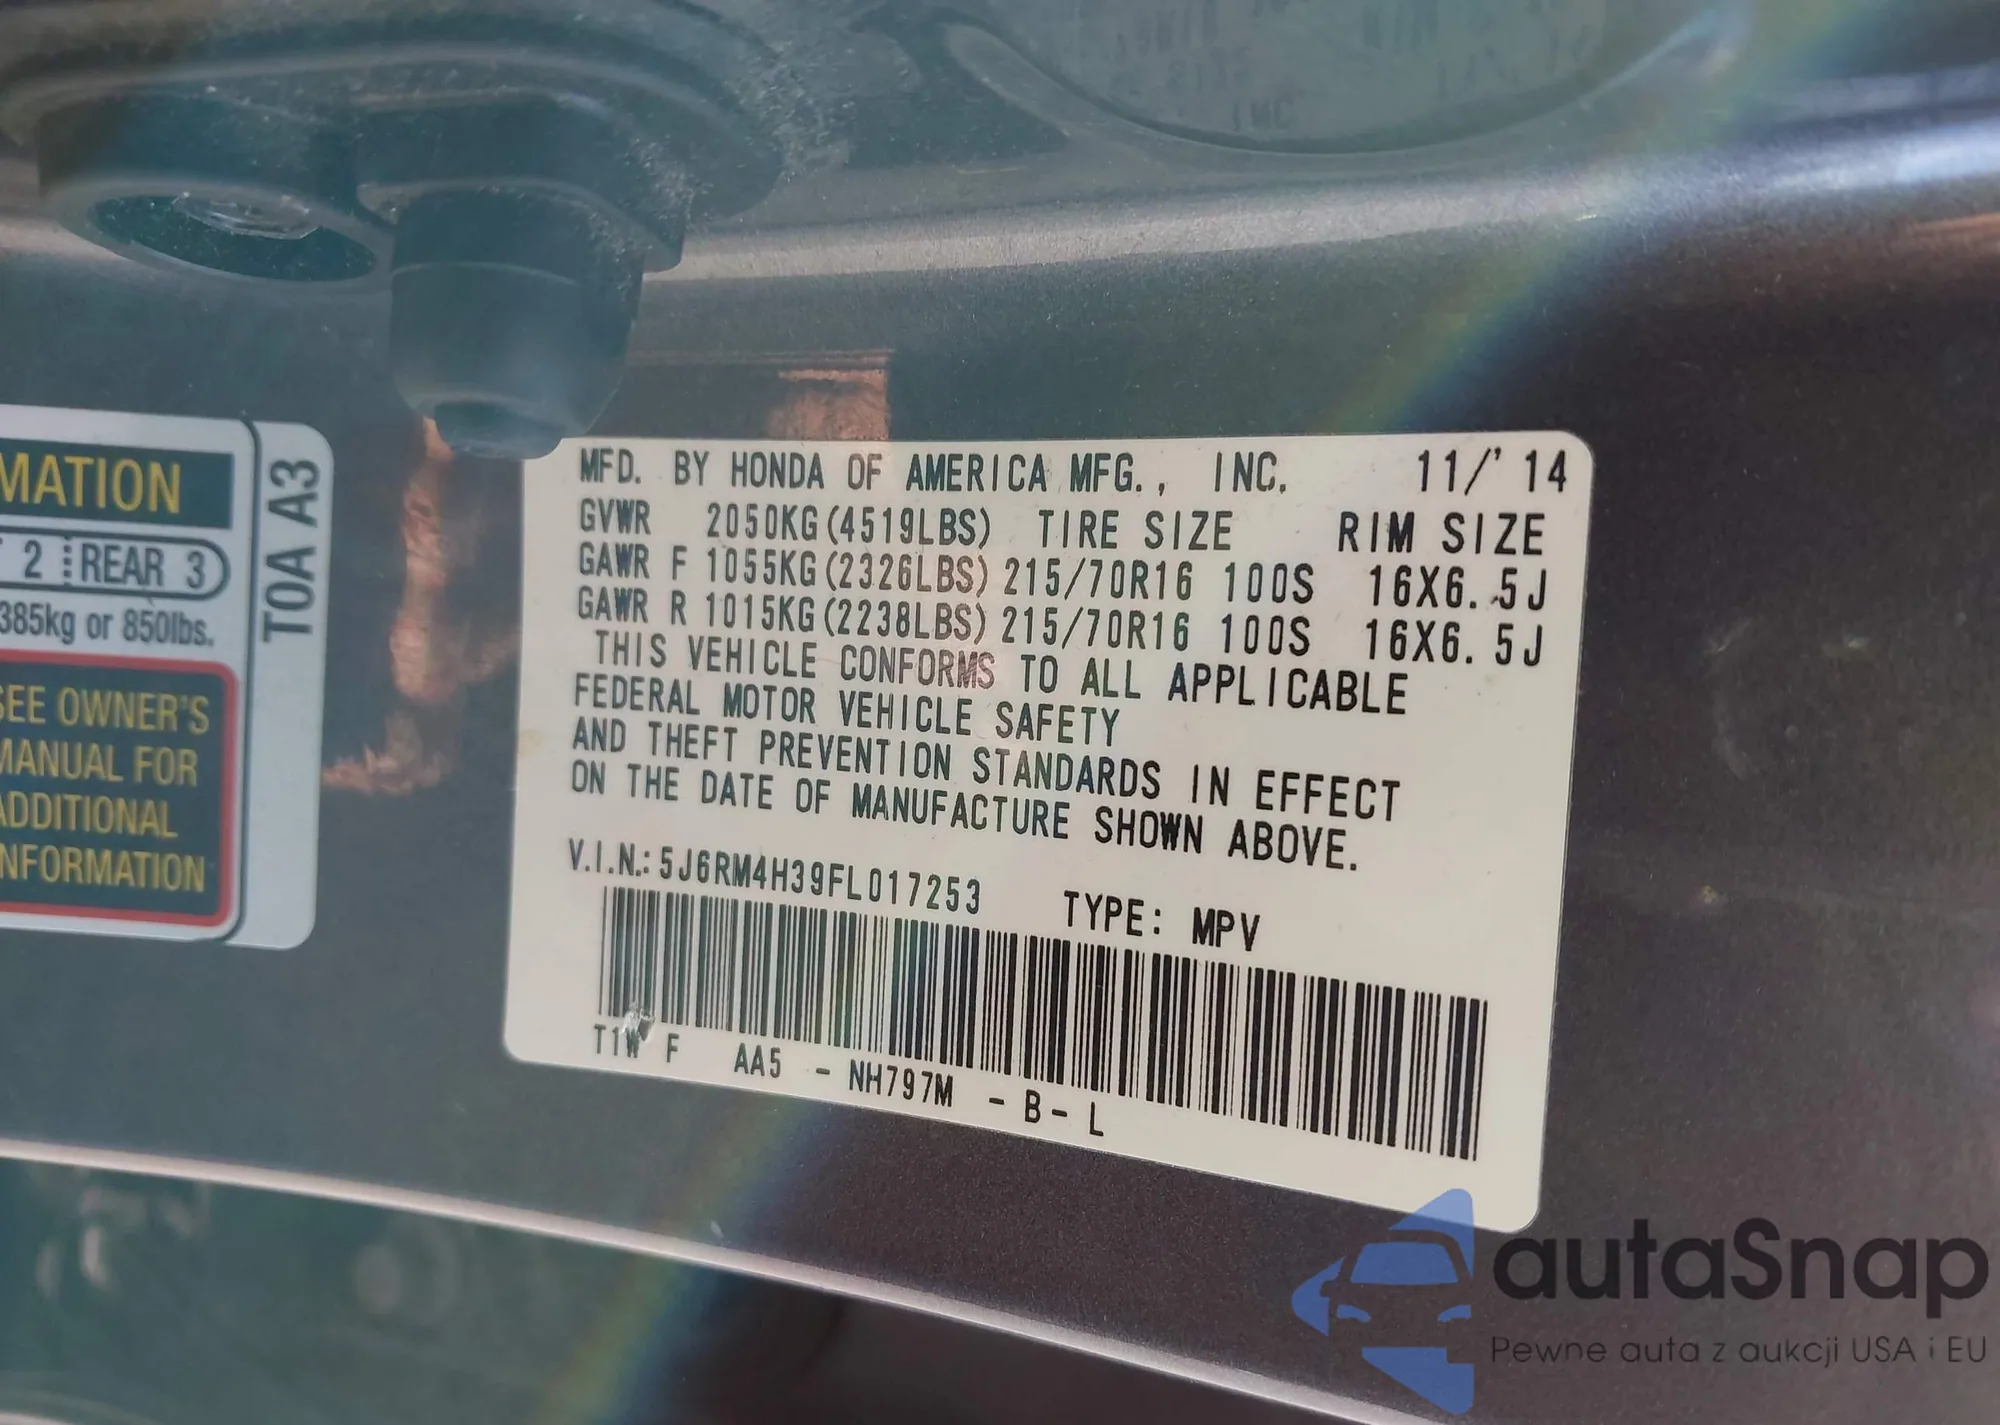 MATION
2 REAR 3
385kg or 850lbs.
SEE OWNER'S
MANUAL FOR
ADDITIONAL
INFORMATION
T0A A3
MFD. BY HONDA OF AMERICA MFG., INC. 11/'14
GVWR 2050KG(4519LBS) TIRE SIZE RIM SIZE
GAWR F 1055KG(2326LBS) 215/70R16 100S 16X6.5J
GAWR R 1015KG(2238LBS) 215/70R16 100S 16X6.5J
THIS VEHICLE CONFORMS TO ALL APPLICABLE
FEDERAL MOTOR VEHICLE SAFETY
AND THEFT PREVENTION STANDARDS IN EFFECT
ON THE DATE OF MANUFACTURE SHOWN ABOVE.
V.I.N.: 5J6RM4H39FL017253 TYPE: MPV
T1W F AA5 - NH797M - B - L
autaSnap
Pewne auta z aukcji USA i EU